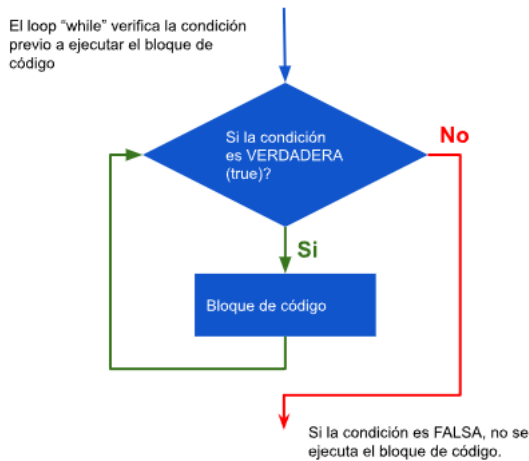 El loop “while” verifica la condición
previo a ejecutar el bloque de
código
Si la condición
es VERDADERA
(true)?
No
Si
Bloque de código
Si la condición es FALSA, no se
ejecuta el bloque de código.